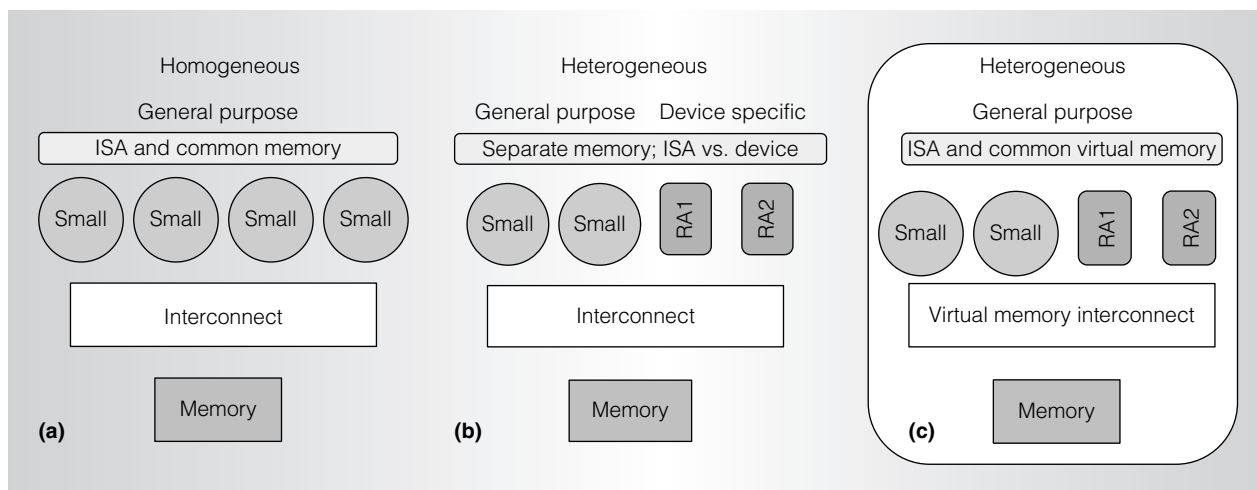 Homogeneous
General purpose
ISA and common memory
Small
Small
Small
Small
Interconnect
Memory
(a)
Heterogeneous
General purpose
Device specific
Separate memory; ISA vs. device
Small
Small
RA1
RA2
Interconnect
Memory
(b)
Heterogeneous
General purpose
ISA and common virtual memory
Small
Small
RA1
RA2
Virtual memory interconnect
Memory
(c)